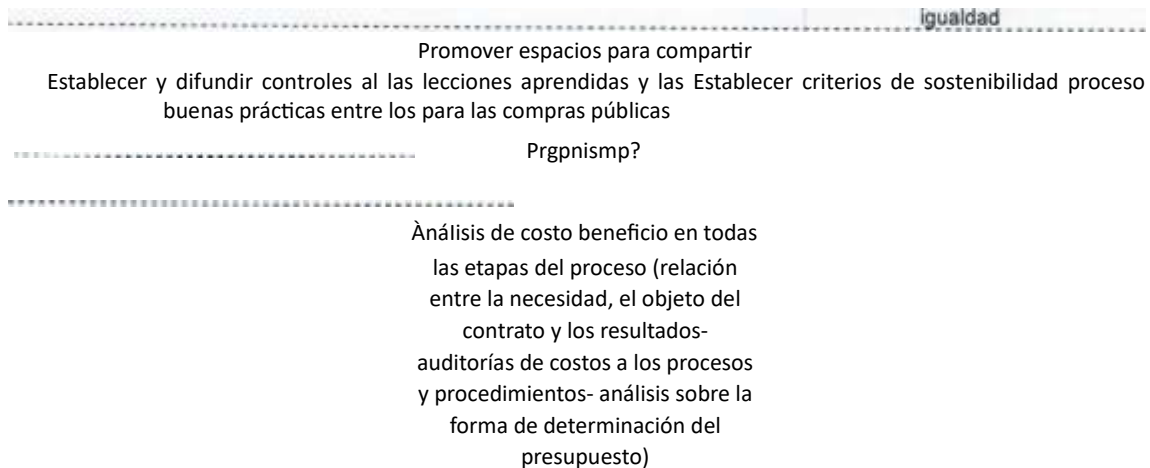 igualdad
Promover espacios para compartir
Establecer y difundir controles al las lecciones aprendidas y las Establecer criterios de sostenibilidad proceso
buenas prácticas entre los para las compras públicas
Prgpnismp?
Ànálisis de costo beneficio en todas
las etapas del proceso (relación
entre la necesidad, el objeto del
contrato y los resultados-
auditorías de costos a los procesos
y procedimientos- análisis sobre la
forma de determinación del
presupuesto)